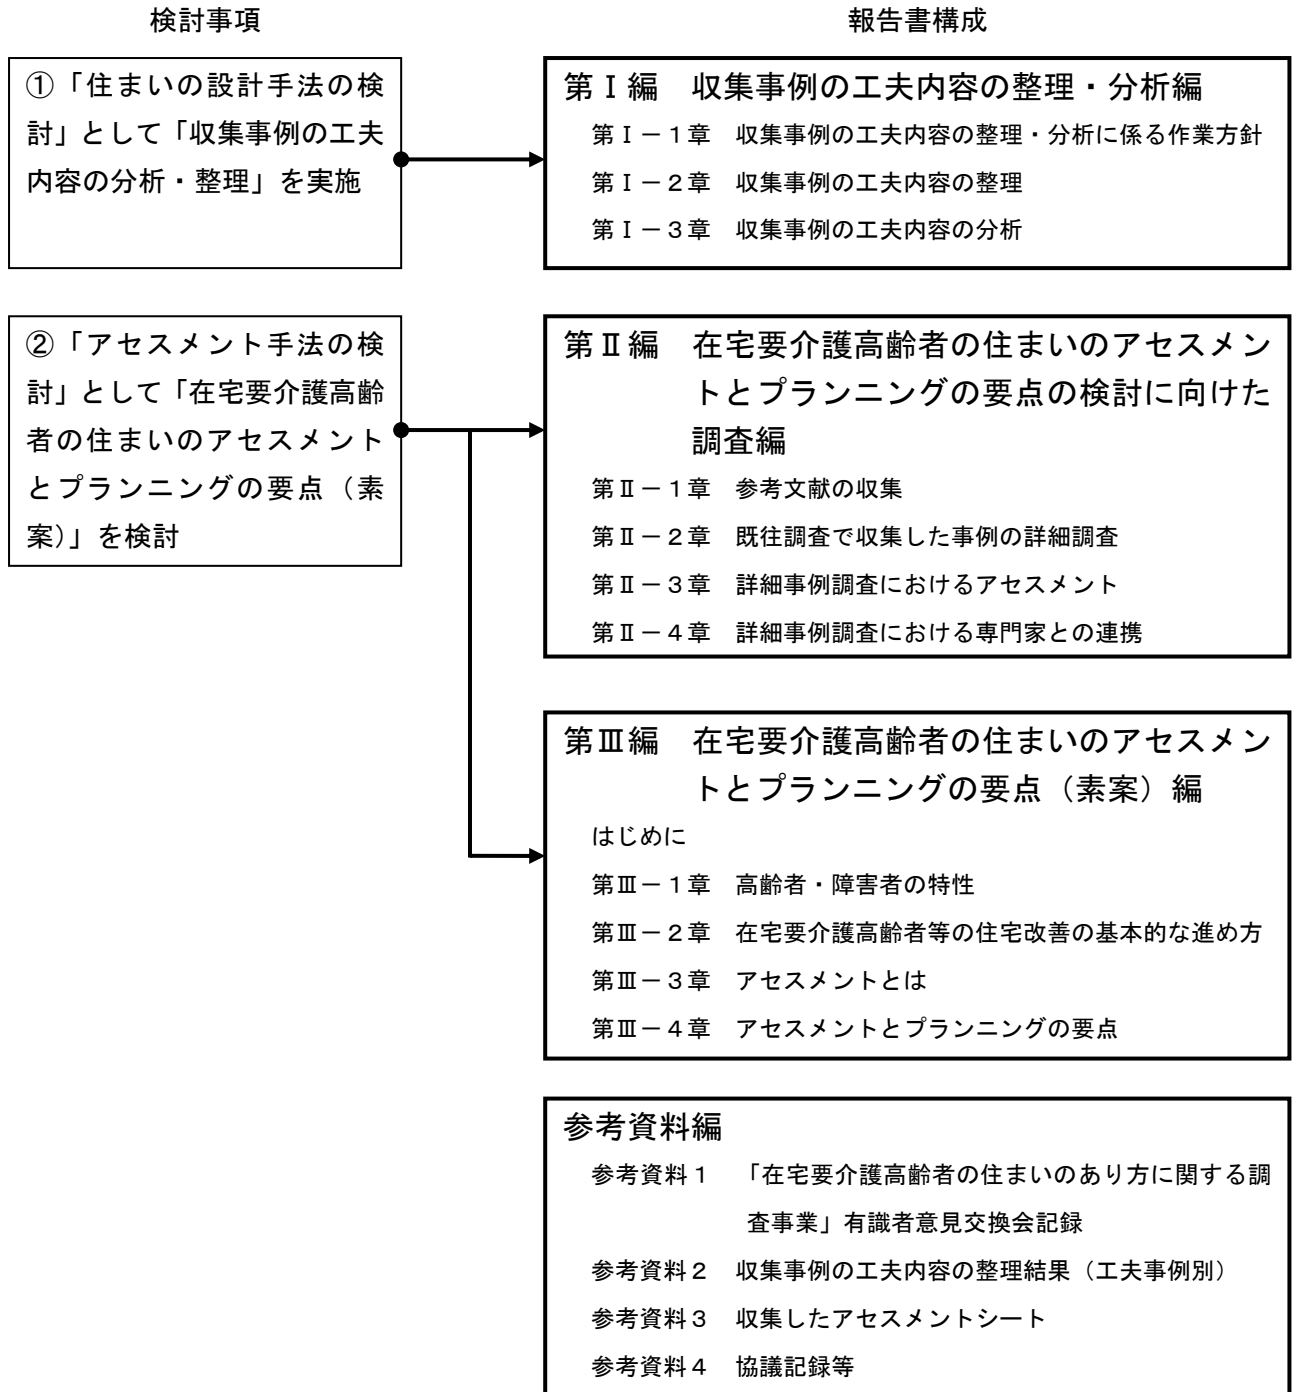 検討事項
報告書構成
①「住まいの設計手法の検
討」として「収集事例の工夫
内容の分析・整理」を実施
第Ⅰ編　収集事例の工夫内容の整理・分析編
第Ⅰ－１章　収集事例の工夫内容の整理・分析に係る作業方針
第Ⅰ－２章　収集事例の工夫内容の整理
第Ⅰ－３章　収集事例の工夫内容の分析
②「アセスメント手法の検
討」として「在宅要介護高齢
者の住まいのアセスメント
とプランニングの要点（素
案）」を検討
第Ⅱ編　在宅要介護高齢者の住まいのアセスメン
トとプランニングの要点の検討に向けた
調査編
第Ⅱ－１章　参考文献の収集
第Ⅱ－２章　既往調査で収集した事例の詳細調査
第Ⅱ－３章　詳細事例調査におけるアセスメント
第Ⅱ－４章　詳細事例調査における専門家との連携
第Ⅲ編　在宅要介護高齢者の住まいのアセスメン
トとプランニングの要点（素案）編
はじめに
第Ⅲ－１章　高齢者・障害者の特性
第Ⅲ－２章　在宅要介護高齢者等の住宅改善の基本的な進め方
第Ⅲ－３章　アセスメントとは
第Ⅲ－４章　アセスメントとプランニングの要点
参考資料編
参考資料１　「在宅要介護高齢者の住まいのあり方に関する調
査事業」有識者意見交換会記録
参考資料２　収集事例の工夫内容の整理結果（工夫事例別）
参考資料３　収集したアセスメントシート
参考資料４　協議記録等